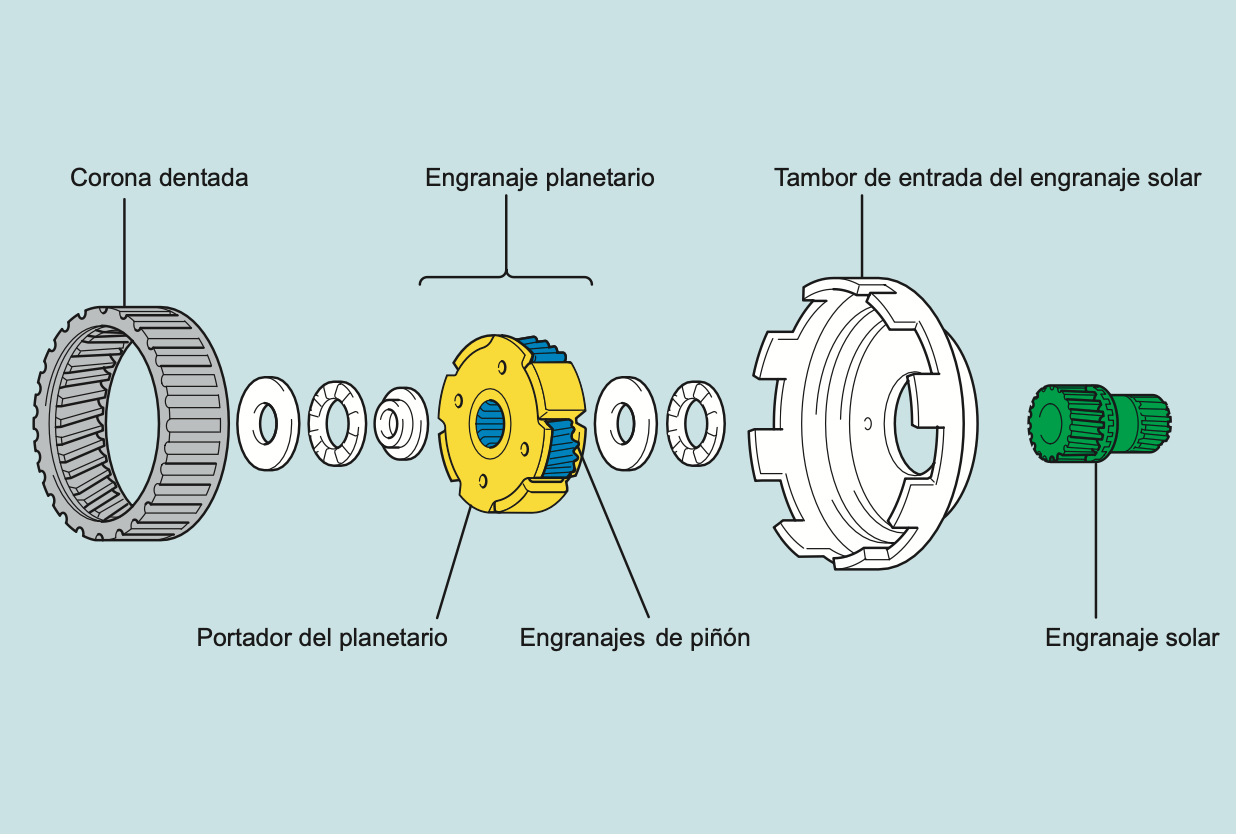 Corona dentada
Engranaje planetario
Tambor de entrada del engranaje solar
Portador del planetario
Engranajes de piñón
Engranaje solar